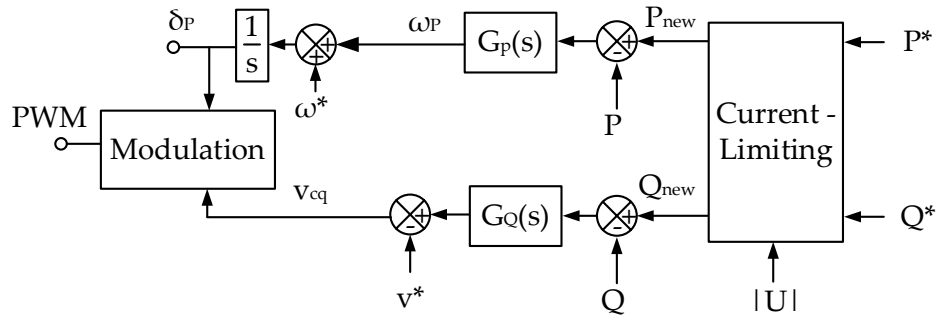 δP
1
s
ωP
Gp(s)
Pnew
P*
ω*
P
PWM
Modulation
Current -
Limiting
vcq
GQ(s)
Qnew
Q*
v*
Q
|U|
+
+
+
-
+
-
+
-